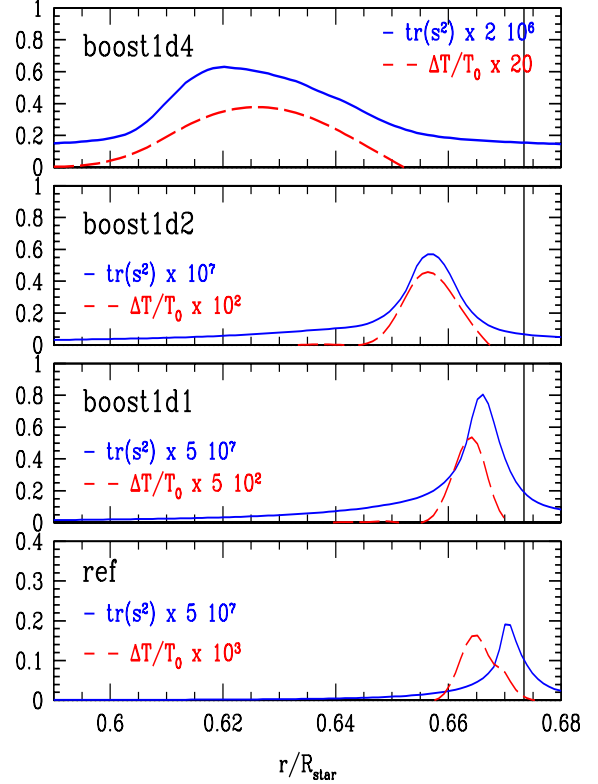 1
0.8
0.6
0.4
0.2
0
boost1d4
− tr(s²) x 2 10⁶
− − ΔT/T₀ x 20
1
0.8
0.6
0.4
0.2
0
boost1d2
− tr(s²) x 10⁷
− − ΔT/T₀ x 10²
1
0.8
0.6
0.4
0.2
0
boost1d1
− tr(s²) x 5 10⁷
− − ΔT/T₀ x 5 10²
0.4
0.3
0.2
0.1
0
ref
− tr(s²) x 5 10⁷
− − ΔT/T₀ x 10³
0.6 0.62 0.64 0.66 0.68
r/R_star